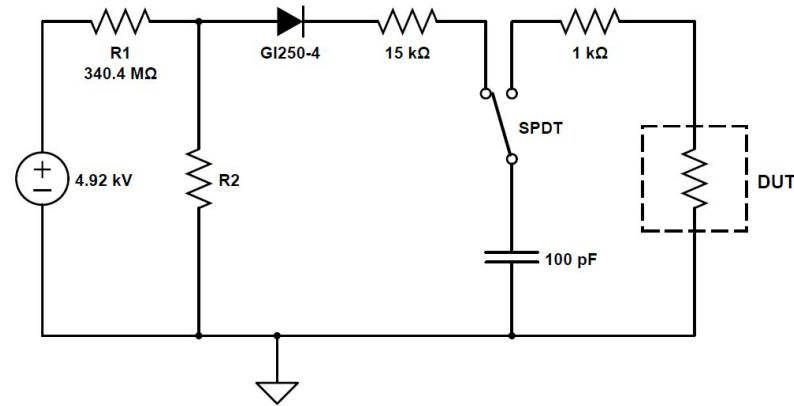 R1
340.4 MΩ
GI250-4
15 kΩ
1 kΩ
SPDT
4.92 kV
R2
DUT
100 pF